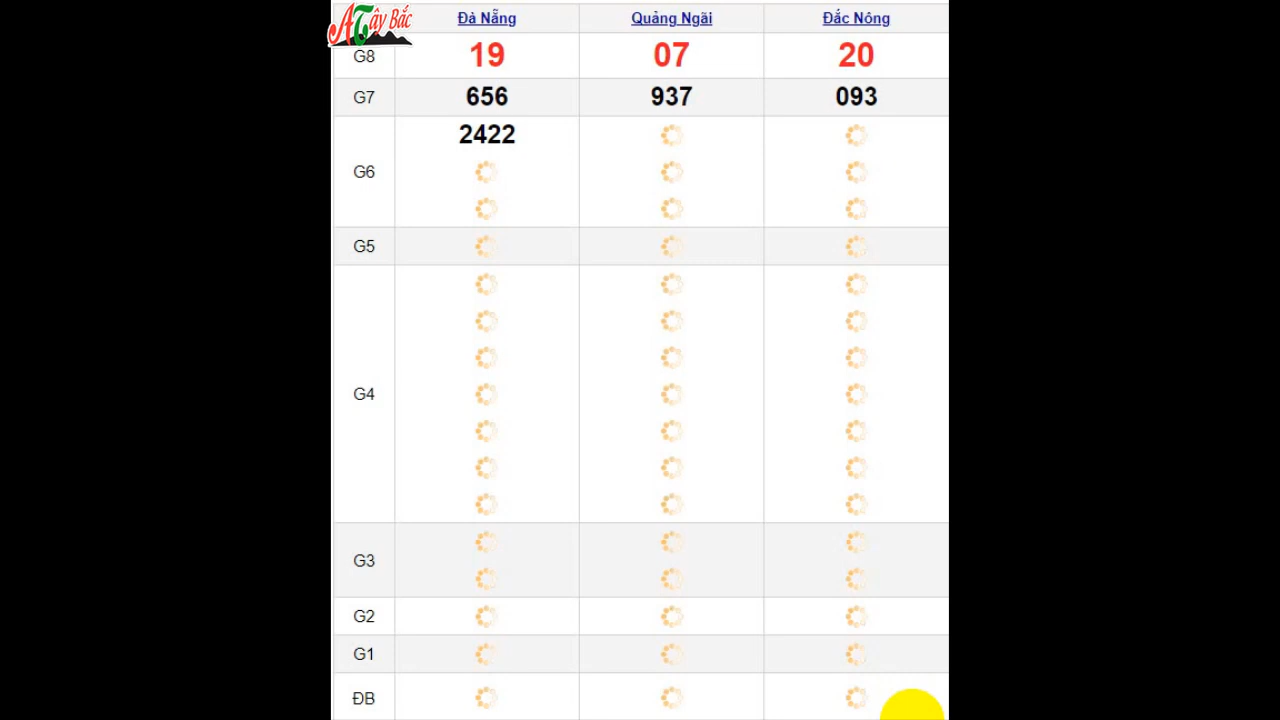 ATây Bắc
Đà Nẵng Quảng Ngãi Đắc Nông
G8 19 07 20
G7 656 937 093
2422
G6
G5
G4
G3
G2
G1
ĐB